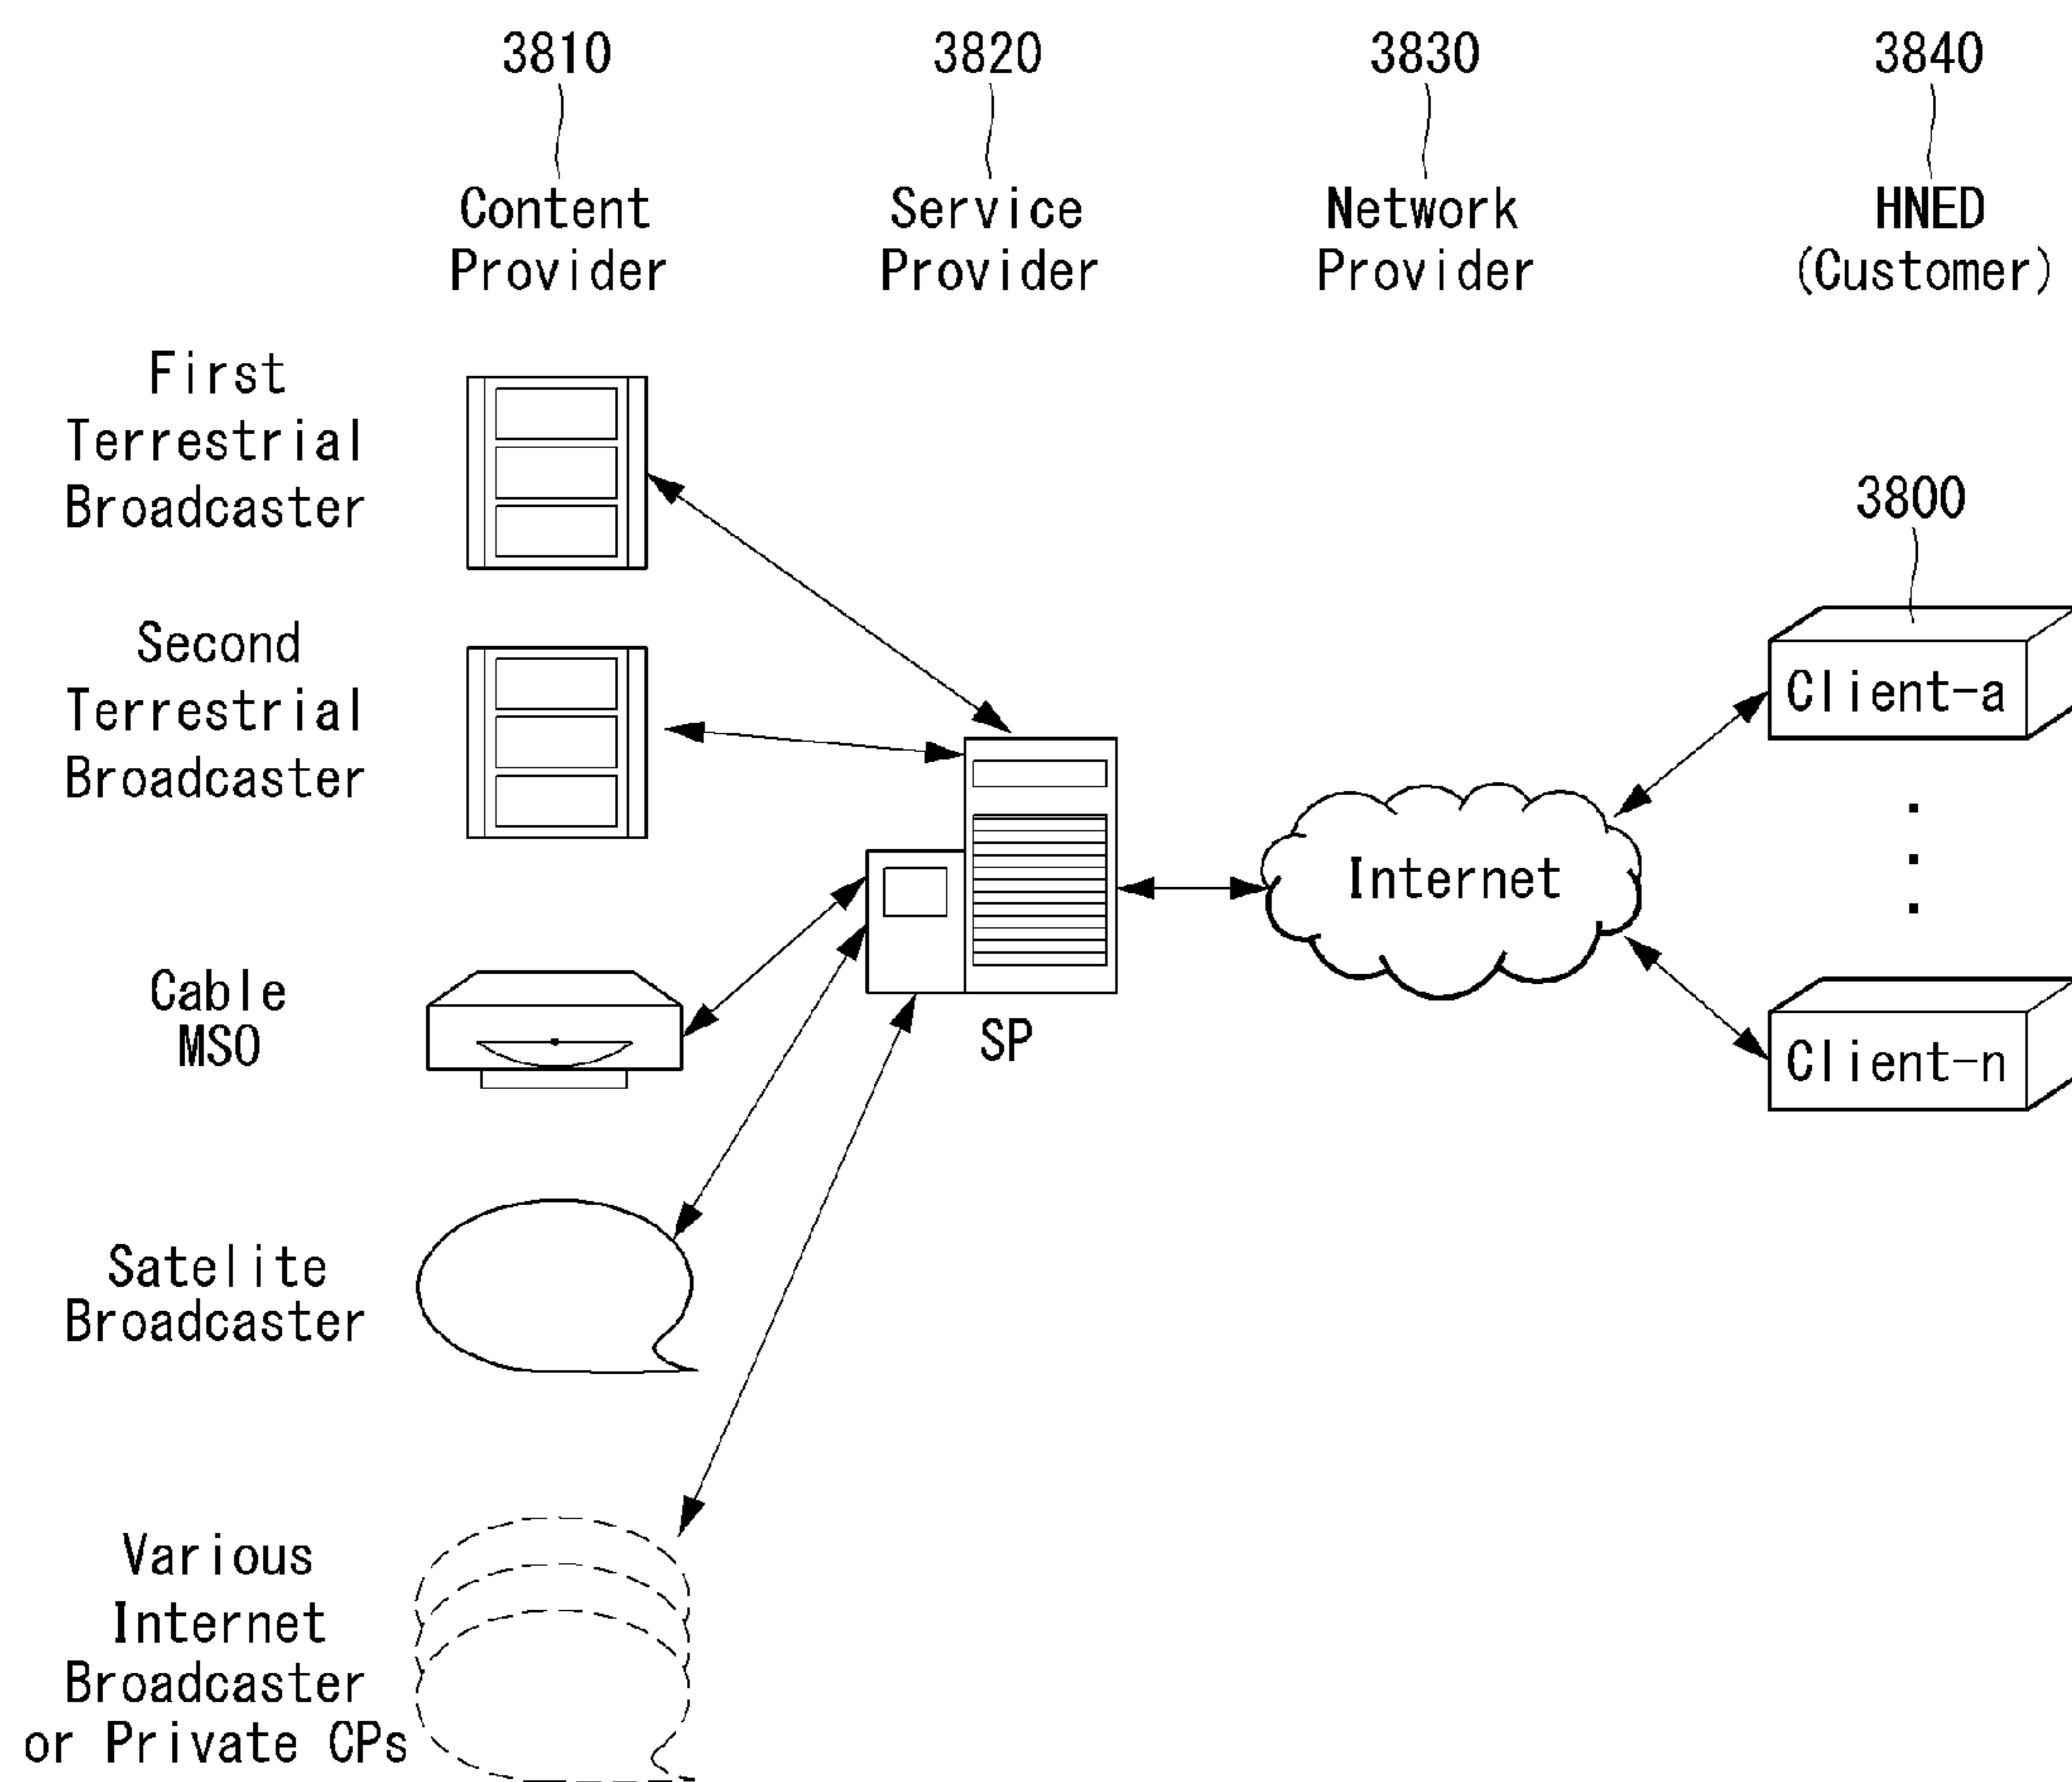 3810
3820
3830
3840
Content
Provider
Service
Provider
Network
Provider
HNED
(Customer)
First
Terrestrial
Broadcaster
3800
Second
Terrestrial
Broadcaster
Client-a
Internet
Cable
MSO
SP
Client-n
Satelite
Broadcaster
Various
Internet
Broadcaster
or Private CPs